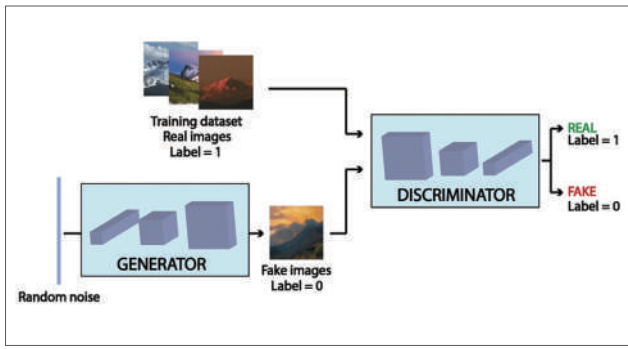 Training dataset
Real images
Label = 1
GENERATOR
Random noise
Fake images
Label = 0
DISCRIMINATOR
REAL
Label = 1
FAKE
Label = 0